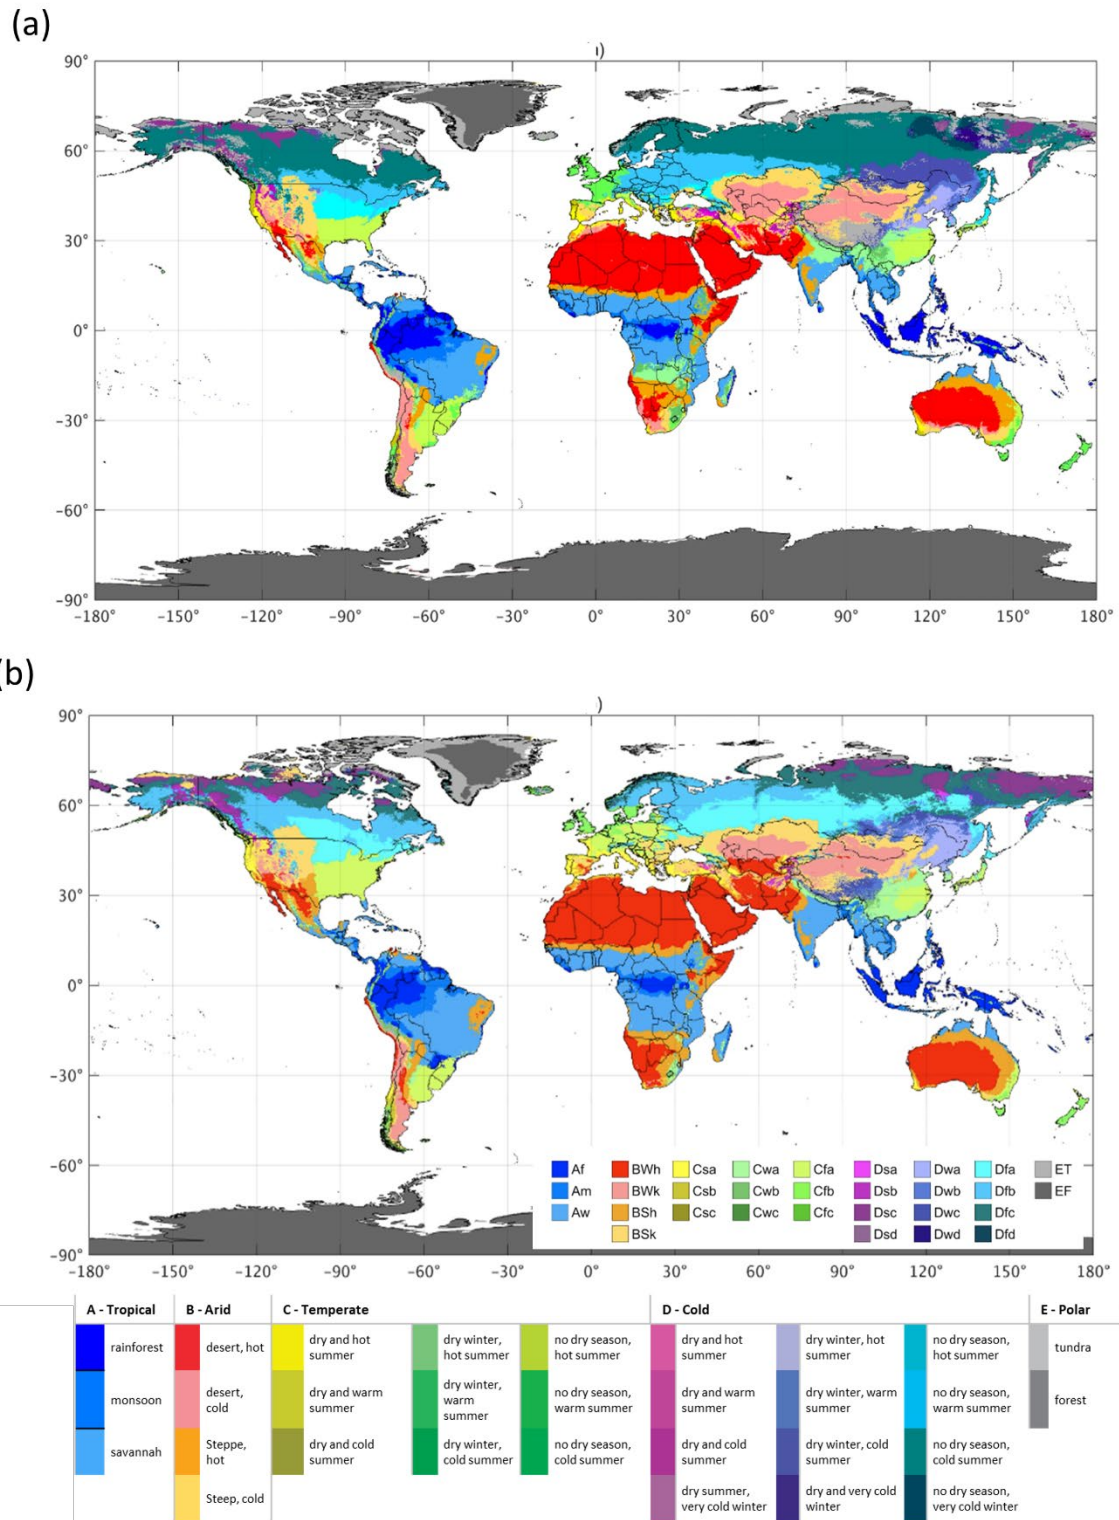 (a)
)
90°
60°
30°
0°
−30°
−60°
−90°
−180° −150° −120° −90° −60° −30° 0° 30° 60° 90° 120° 150° 180°
(b)
)
90°
60°
30°
0°
−30°
−60°
−90°
Af BWh Csa Cwa Cfa Dsa Dwa Dfa ET
Am BWk Csb Cwb Cfb Dsb Dwb Dfb EF
Aw BSh Csc Cwc Cfc Dsc Dwc Dfc
BSk Dsd Dwd Dfd
−180 −150° −120° −90° −60° −30° 0° 30° 60° 90° 120° 150° 180°
A - Tropical B - Arid C - Temperate D - Cold E - Polar
rainforest
monsoon
savannah
desert, hot
desert,
cold
Steppe,
hot
Steep, cold
dry and hot
summer
dry and warm
summer
dry and cold
summer
dry winter,
hot summer
dry winter,
warm
summer
dry winter,
cold summer
no dry season,
hot summer
no dry season,
warm summer
no dry season,
cold summer
dry and hot
summer
dry and warm
summer
dry and cold
summer
dry summer,
very cold winter
dry winter, hot
summer
dry winter, warm
summer
dry winter, cold
summer
dry and very cold
winter
no dry season,
hot summer
no dry season,
warm summer
no dry season,
cold summer
no dry season,
very cold winter
tundra
forest